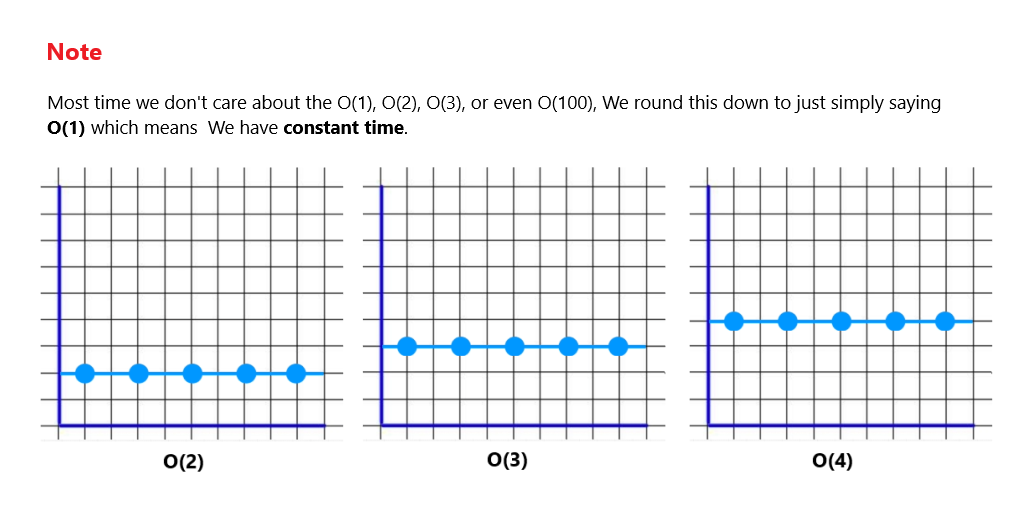 Note
Most time we don't care about the O(1), O(2), O(3), or even O(100), We round this down to just simply saying
O(1) which means  We have constant time.
O(2)
O(3)
O(4)